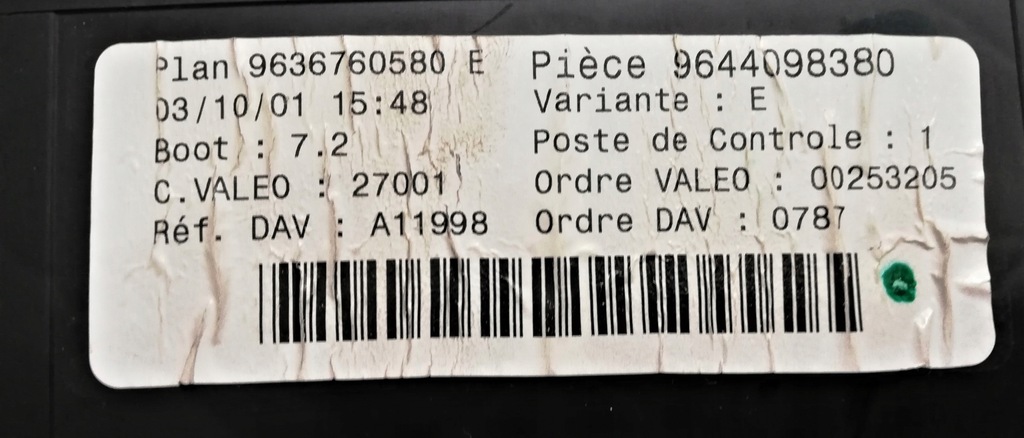 Plan 9636760580 E Pièce 9644098380
03/10/01 15:48 Variante : E
Boot : 7.2 Poste de Controle : 1
C.VALEO : 27001 Ordre VALEO : 00253205
Réf. DAV : A11998 Ordre DAV : 0787